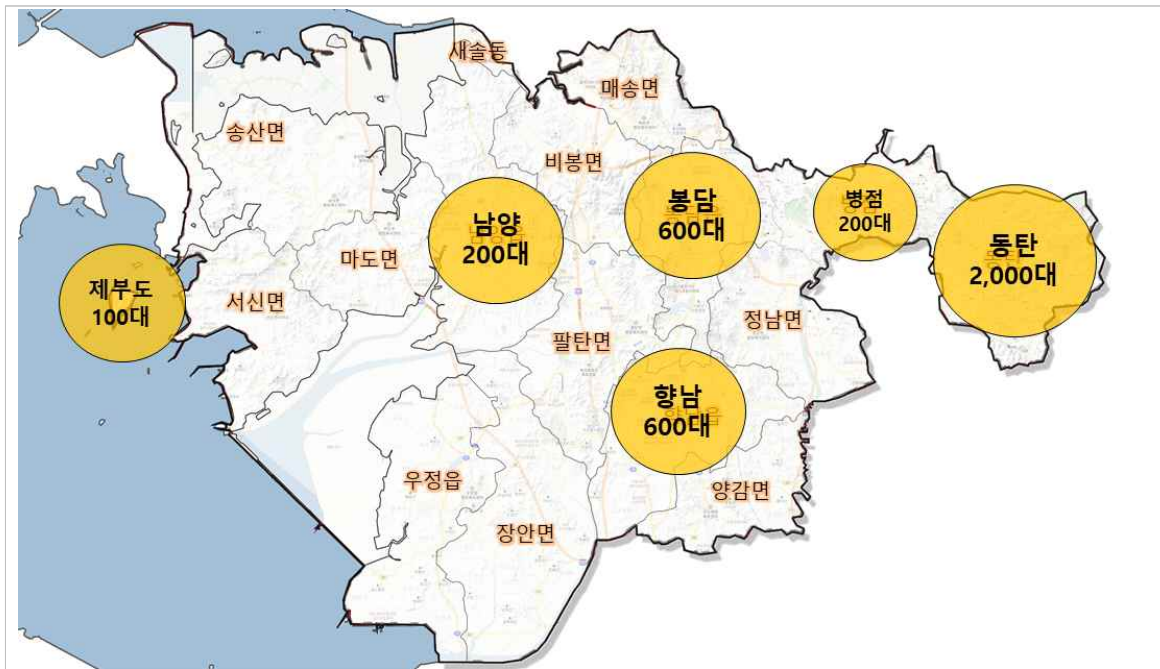 새솔동
매송면
송산면
비봉면
봉담
600대
병점
200대
남양
200대
동탄
2,000대
마도면
제부도
100대
서신면
정남면
팔탄면
향남
600대
우정읍
양감면
장안면